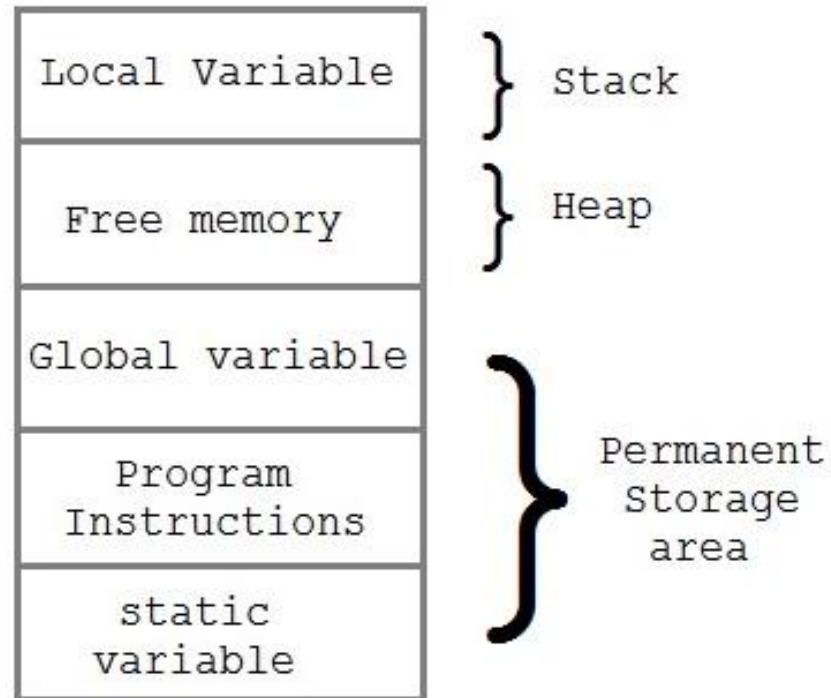 Local Variable
Stack
Free memory
Heap
Global variable
Program
Instructions
static
variable
Permanent
Storage
area